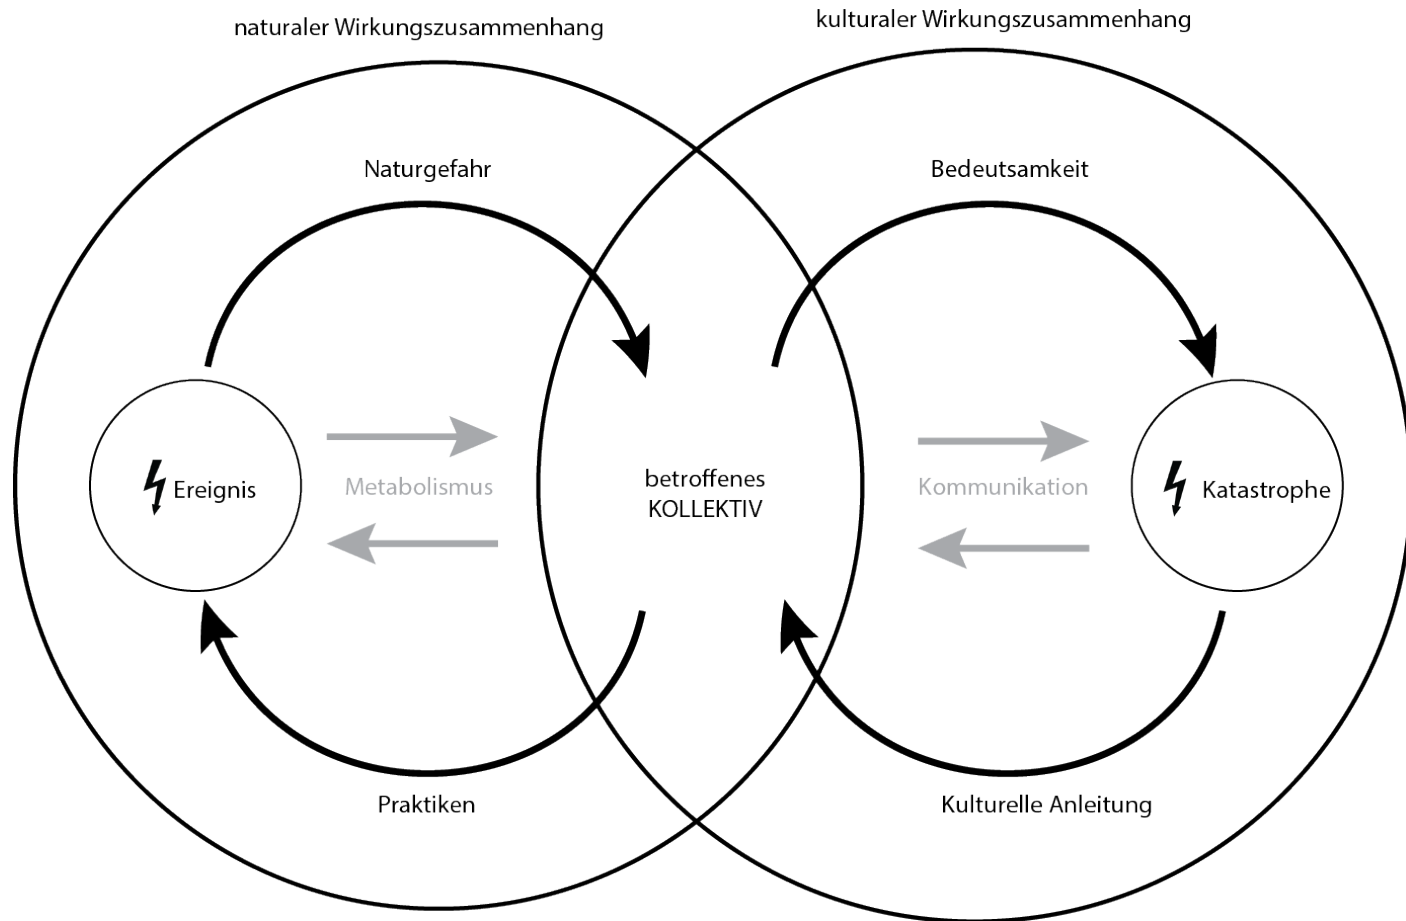 naturaler Wirkungszusammenhang
kulturaler Wirkungszusammenhang
Naturgefahr
Bedeutsamkeit
Ereignis
Metabolismus
betroffenes
KOLLEKTIV
Kommunikation
Katastrophe
Praktiken
Kulturelle Anleitung